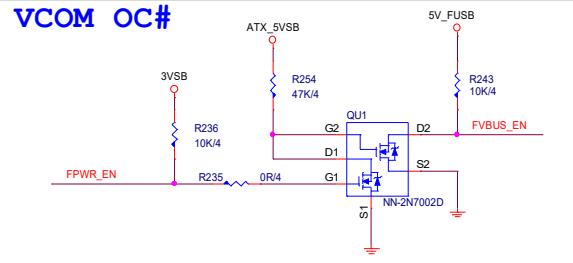 VCOM OC#
ATX_5VSB
5V_FUSB
3VSB
R254
47K/4
R243
10K/4
QU1
R236
10K/4
G2
D2
FVBUS_EN
D1
S2
FPWR_EN
R235
0R/4
G1
NN-2N7002D
S1